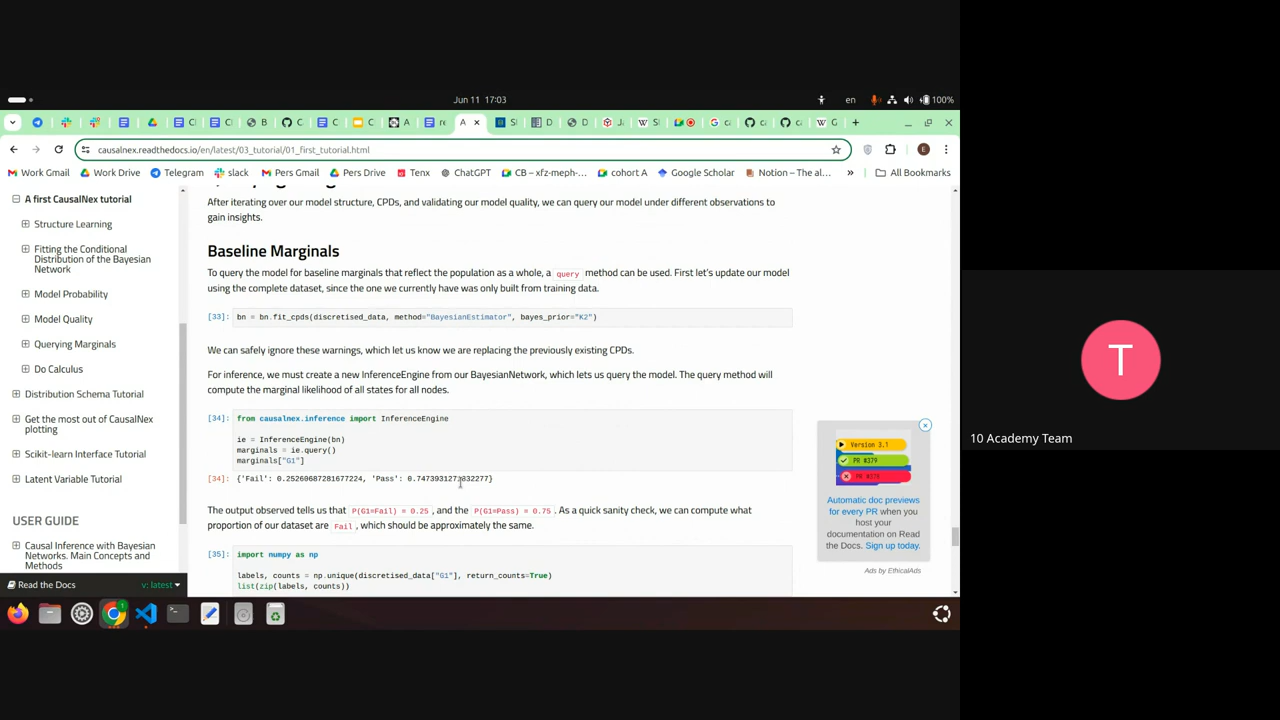 Jun 11 17:03
en
100%
causalnex.readthedocs.io/en/latest/03_tutorial/01_first_tutorial.html
Work Gmail
Work Drive
Telegram
Pers Gmail
Pers Drive
Tenx
ChatGPT
CB – xfz-meph-...
cohort A
Google Scholar
Notion – The al...
All Bookmarks
A first CausalNex tutorial
Structure Learning
Fitting the Conditional
Distribution of the Bayesian
Network
Model Probability
Model Quality
Querying Marginals
Do Calculus
Distribution Schema Tutorial
Get the most out of CausalNex
plotting
Scikit-learn Interface Tutorial
Latent Variable Tutorial
USER GUIDE
Causal Inference with Bayesian
Networks. Main Concepts and
Methods
Read the Docs
v: latest
After iterating over our model structure, CPDs, and validating our model quality, we can query our model under different observations to
gain insights.
Baseline Marginals
To query the model for baseline marginals that reflect the population as a whole, a query method can be used. First let's update our model
using the complete dataset, since the one we currently have was only built from training data.
[33]: bn = bn.fit_cpds(discretised_data, method="BayesianEstimator", bayes_prior="K2")
We can safely ignore these warnings, which let us know we are replacing the previously existing CPDs.
For inference, we must create a new InferenceEngine from our BayesianNetwork, which lets us query the model. The query method will
compute the marginal likelihood of all states for all nodes.
[34]: from causalnex.inference import InferenceEngine
ie = InferenceEngine(bn)
marginals = ie.query()
marginals["G1"]
[34]: {'Fail': 0.25260687281677224, 'Pass': 0.7473931271832277}
The output observed tells us that P(G1=Fail) = 0.25, and the P(G1=Pass) = 0.75. As a quick sanity check, we can compute what
proportion of our dataset are Fail, which should be approximately the same.
[35]: import numpy as np
labels, counts = np.unique(discretised_data["G1"], return_counts=True)
list(zip(labels, counts))
Version 3.1
PR #379
Automatic doc previews
for every PR when you
host your
documentation on Read
the Docs. Sign up today.
Ads by EthicalAds
T
10 Academy Team